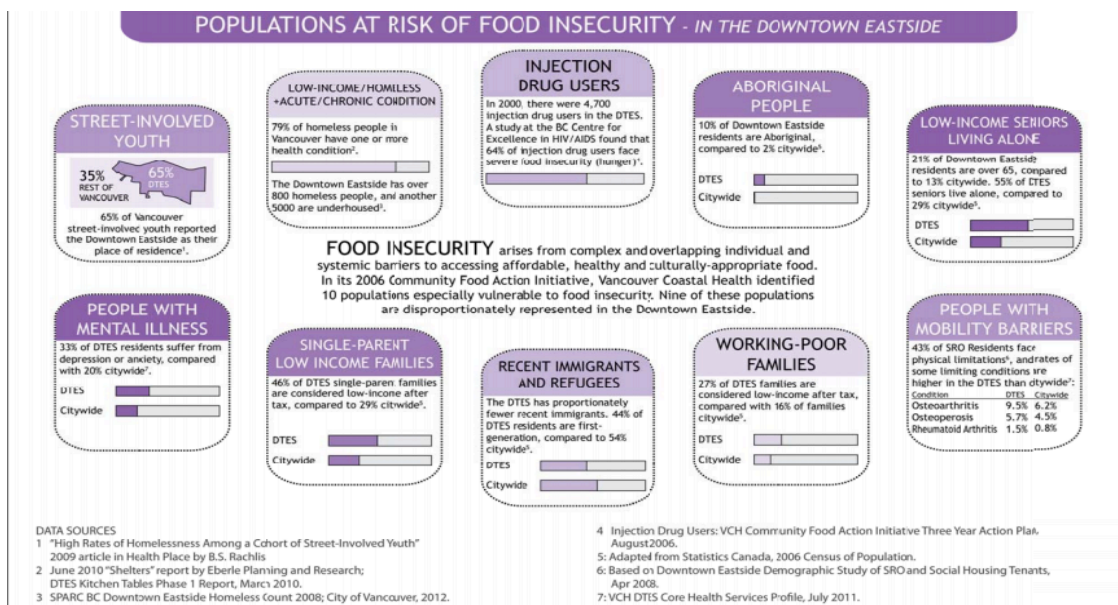 POPULATIONS AT RISK OF FOOD INSECURITY - IN THE DOWNTOWN EASTSIDE
STREET-INVOLVED
YOUTH
35%
REST OF
VANCOUVER
65%
DTES
65% of Vancouver
street-involved youth reported
the Downtown Eastside as their
place of residence¹.
LOW-INCOME/HOMLESS
+ACUTE/CHRONIC CONDITION
79% of homeless people in
Vancouver have one or more
health condition².
The Downtown Eastside has over
800 homeless people, and another
5000 are underhoused³.
INJECTION
DRUG USERS
In 2000, there were 4,700
injection drug users in the DTES.
A study at the BC Centre for
Excellence in HIV/AIDS found that
64% of injection drug users face
severe food insecurity (hunger)⁴.
ABORIGINAL
PEOPLE
10% of Downtown Eastside
residents are Aboriginal,
compared to 2% citywide⁵.
DTES
Citywide
LOW-INCOME SENIORS
LIVING ALONE
21% of Downtown Eastside
residents are over 65, compared
to 13% citywide. 55% of DTES
seniors live alone, compared to
29% citywide⁵.
DTES
Citywide
FOOD INSECURITY arises from complex and overlapping individual and
systemic barriers to accessing affordable, healthy and culturally-appropriate food.
In its 2006 Community Food Action Initiative, Vancouver Coastal Health identified
10 populations especially vulnerable to food insecurity. Nine of these populations
are disproportionately represented in the Downtown Eastside.
PEOPLE WITH
MENTAL ILLNESS
33% of DTES residents suffer from
depression or anxiety, compared
with 20% citywide⁷.
DTES
Citywide
SINGLE-PARENT
LOW INCOME FAMILIES
46% of DTES single-parent families
are considered low-income after
tax, compared to 29% citywide⁵.
DTES
Citywide
RECENT IMMIGRANTS
AND REFUGEES
The DTES has proportionately
fewer recent immigrants. 44% of
DTES residents are first-
generation, compared to 54%
citywide⁵.
DTES
Citywide
WORKING-POOR
FAMILIES
27% of DTES families are
considered low-income after tax,
compared with 16% of families
citywide⁵.
DTES
Citywide
PEOPLE WITH
MOBILITY BARRIERS
43% of SRO Residents face
physical limitations⁶, and rates of
some limiting conditions are
higher in the DTES than citywide⁷:
Condition DTES Citywide
Osteoarthritis 9.5% 6.2%
Osteoperosis 5.7% 4.5%
Rheumatoid Arthritis 1.5% 0.8%
DATA SOURCES
1 "High Rates of Homelessness Among a Cohort of Street-Involved Youth"
2009 article in Health Place by B.S. Rachlis
2 June 2010 "Shelters" report by Eberle Planning and Research;
DTES Kitchen Tables Phase 1 Report, March 2010.
3 SPARC BC Downtown Eastside Homeless Count 2008; City of Vancouver, 2012.
4 Injection Drug Users: VCH Community Food Action Initiative Three Year Action Plan,
August 2006.
5: Adapted from Statistics Canada, 2006 Census of Population.
6: Based on Downtown Eastside Demographic Study of SRO and Social Housing Tenants,
Apr 2008.
7: VCH DTES Core Health Services Profile, July 2011.